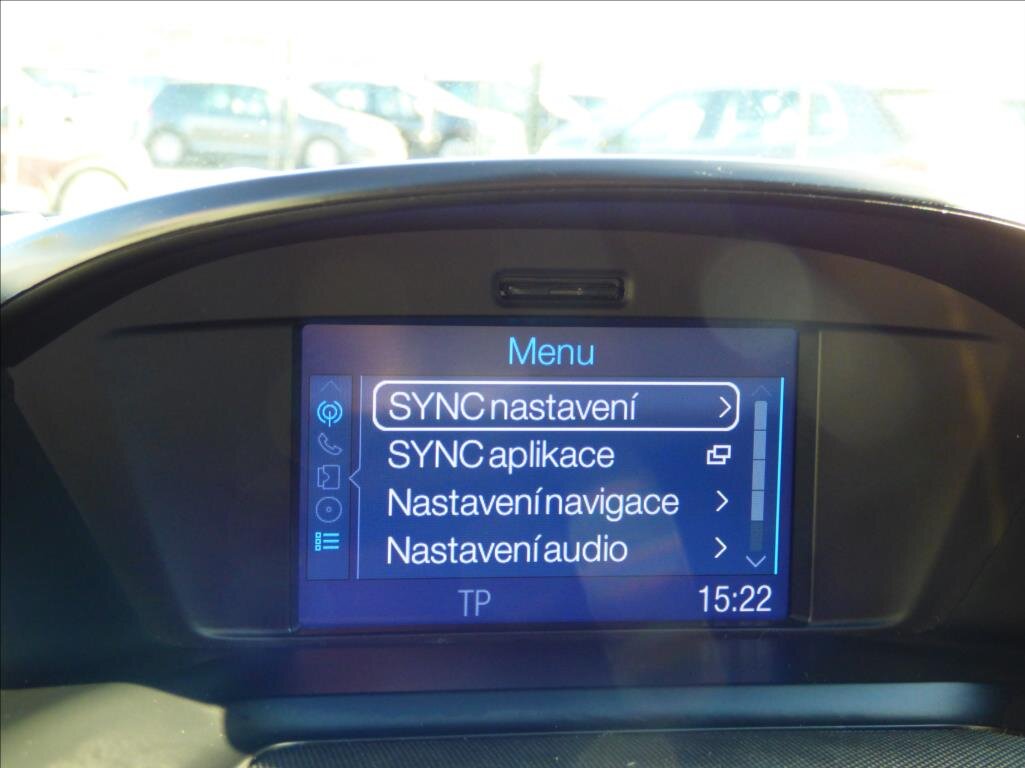 Menu
SYNC nastavení
SYNC aplikace
Nastavení navigace
Nastavení audio
TP 15:22